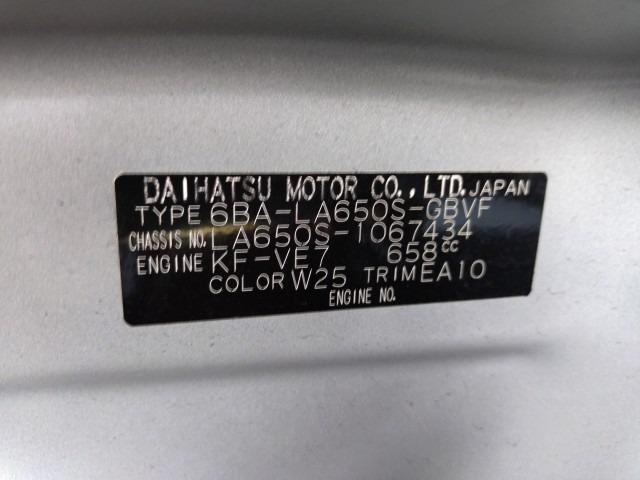 DAIHATSU MOTOR CO., LTD. JAPAN
TYPE 6BA-LA650S-GBVF
CHASSIS NO. LA650S-1067434
ENGINE KF-VE7 658cc
COLOR W25 TRIM EA10
ENGINE NO.